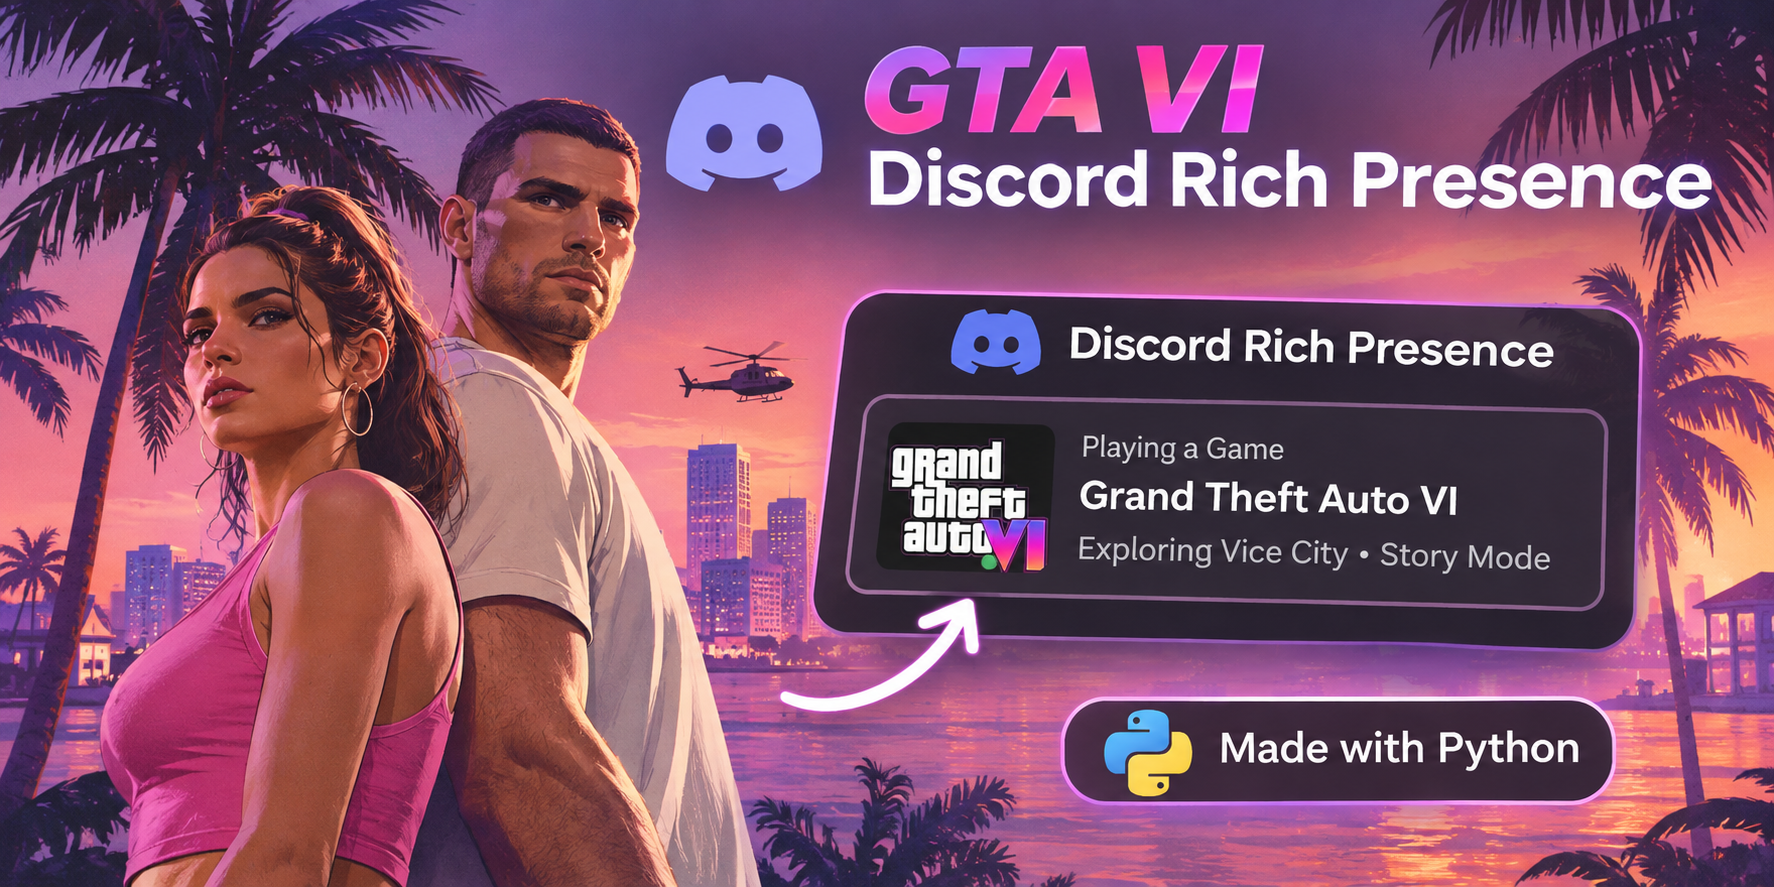 GTA VI
Discord Rich Presence
Discord Rich Presence
grand
theft
auto VI
Playing a Game
Grand Theft Auto VI
Exploring Vice City • Story Mode
Made with Python